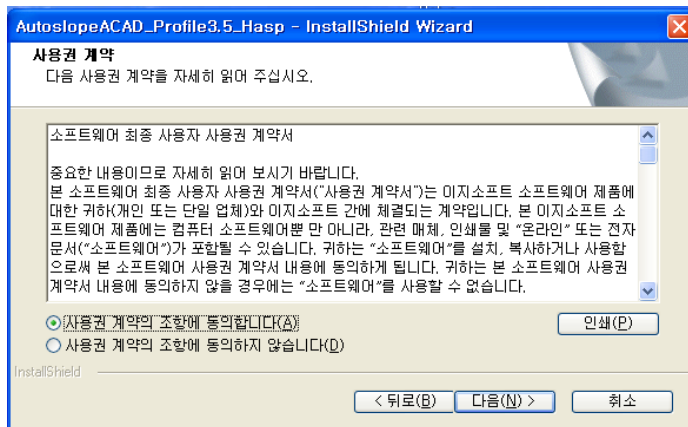 AutoslopeACAD_Profile3.5_Hasp - InstallShield Wizard
사용권 계약
다음 사용권 계약을 자세히 읽어 주십시오.
소프트웨어 최종 사용자 사용권 계약서
중요한 내용이므로 자세히 읽어 보시기 바랍니다.
본 소프트웨어 최종 사용자 사용권 계약서("사용권 계약서")는 이지소프트 소프트웨어 제품에
대한 귀하(개인 또는 단일 업체)와 이지소프트 간에 체결되는 계약입니다. 본 이지소프트 소
프트웨어 제품에는 컴퓨터 소프트웨어뿐 만 아니라, 관련 매체, 인쇄물 및 "온라인" 또는 전자
문서("소프트웨어")가 포함될 수 있습니다. 귀하는 "소프트웨어"를 설치, 복사하거나 사용함
으로써 본 소프트웨어 사용권 계약서 내용에 동의하게 됩니다. 귀하는 본 소프트웨어 사용권
계약서 내용에 동의하지 않을 경우에는 "소프트웨어"를 사용할 수 없습니다.
사용권 계약의 조항에 동의합니다(A)
인쇄(P)
사용권 계약의 조항에 동의하지 않습니다(D)
InstallShield
< 뒤로(B)
다음(N) >
취소